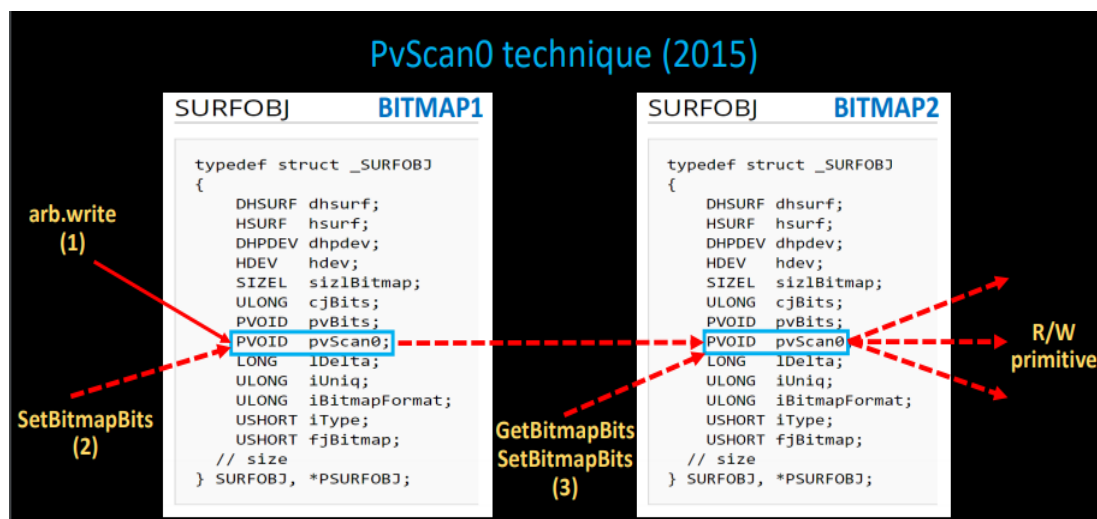 PvScan0 technique (2015)
SURFOBJ BITMAP1
typedef struct _SURFOBJ
{
DHSURF dhsurf;
HSURF hsurf;
DHPDEV dhpdev;
HDEV hdev;
SIZEL sizlBitmap;
ULONG cjBits;
PVOID pvBits;
PVOID pvScan0;
LONG lDelta;
ULONG iUniq;
ULONG iBitmapFormat;
USHORT iType;
USHORT fjBitmap;
// size
} SURFOBJ, *PSURFOBJ;
arb.write
(1)
SetBitmapBits
(2)
SURFOBJ BITMAP2
typedef struct _SURFOBJ
{
DHSURF dhsurf;
HSURF hsurf;
DHPDEV dhpdev;
HDEV hdev;
SIZEL sizlBitmap;
ULONG cjBits;
PVOID pvBits;
PVOID pvScan0;
LONG lDelta;
ULONG iUniq;
ULONG iBitmapFormat;
USHORT iType;
USHORT fjBitmap;
// size
} SURFOBJ, *PSURFOBJ;
GetBitmapBits
SetBitmapBits
(3)
R/W
primitive